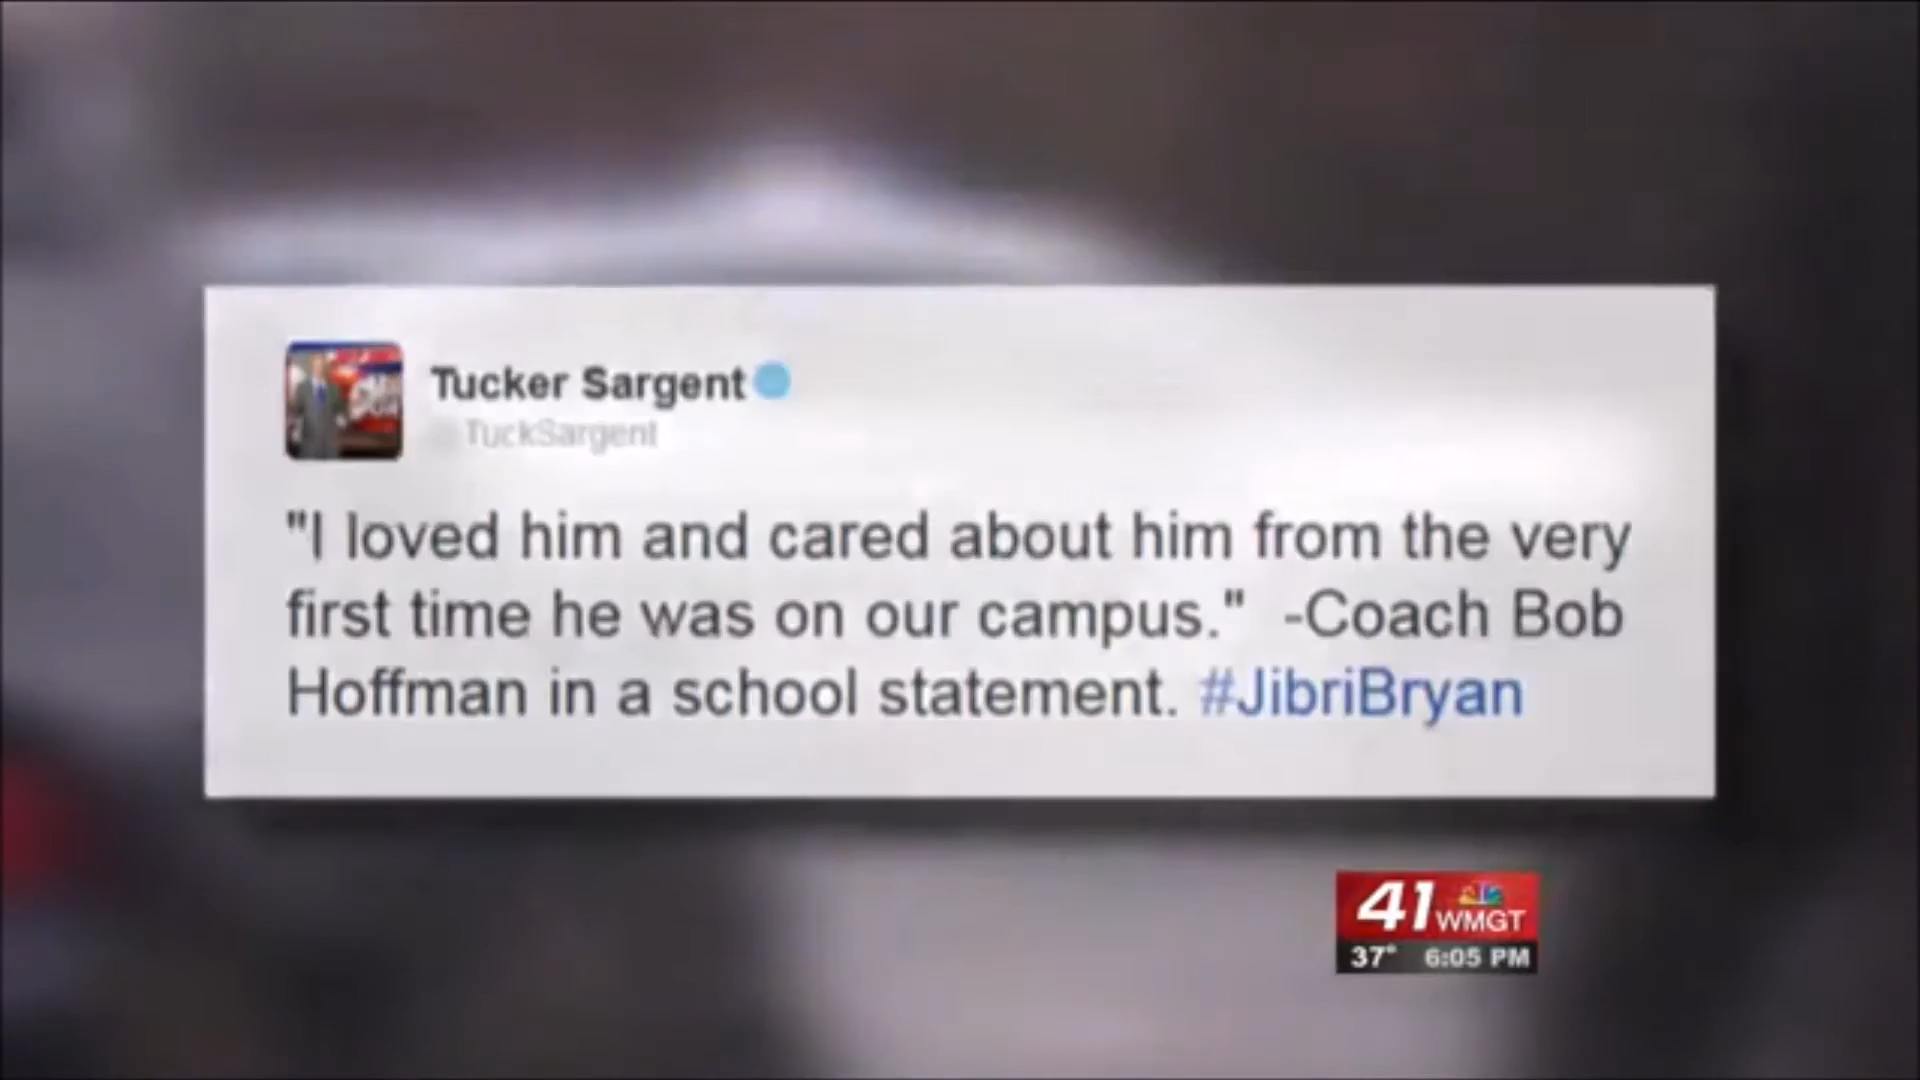 Tucker Sargent
TuckSargent
"I loved him and cared about him from the very
first time he was on our campus." -Coach Bob
Hoffman in a school statement. #JibriBryan
41 WMGT
37° 6:05 PM